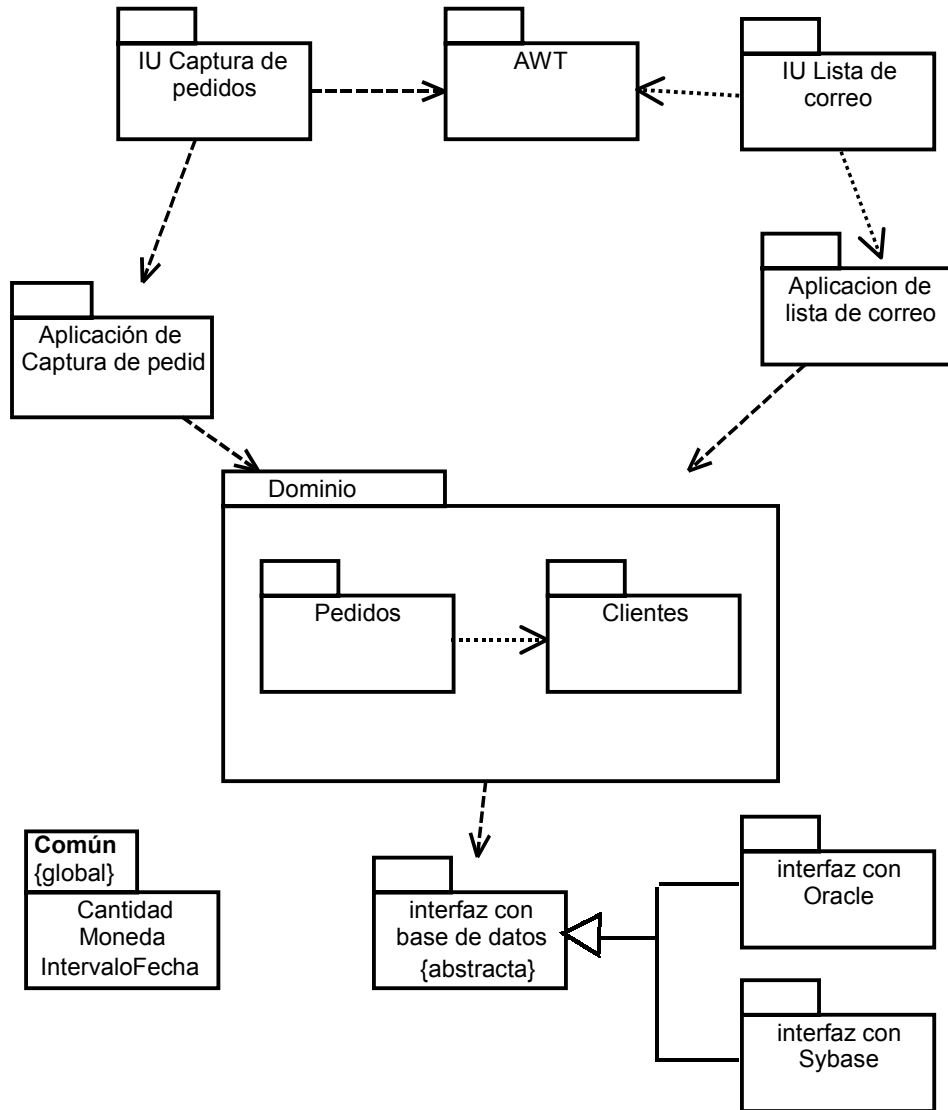 IU Captura de
pedidos
AWT
IU Lista de
correo
Aplicación de
Captura de pedid
Aplicacion de
lista de correo
Dominio
Pedidos
Clientes
Común
{global}
Cantidad
Moneda
IntervaloFecha
interfaz con
base de datos
{abstracta}
interfaz con
Oracle
interfaz con
Sybase